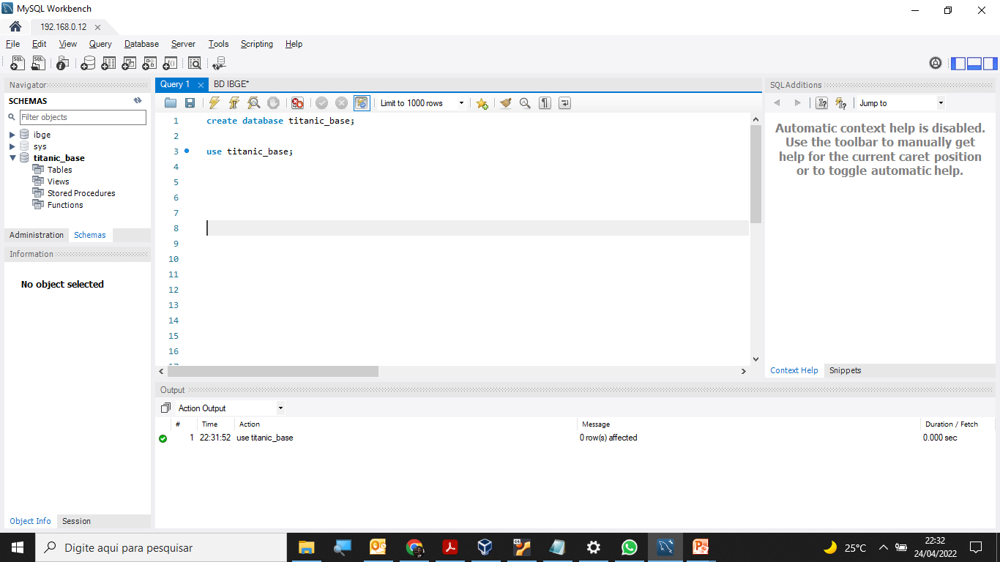 MySQL Workbench
192.168.0.12
File Edit View Query Database Server Tools Scripting Help
Navigator
SCHEMAS
Filter objects
ibge
sys
titanic_base
Tables
Views
Stored Procedures
Functions
Administration Schemas
Information
No object selected
Object Info Session
Query 1 BD IBGE*
Limit to 1000 rows
1 create database titanic_base;
2
3 use titanic_base;
4
5
6
7
8
9
10
11
12
13
14
15
16
SQLAdditions
Jump to
Automatic context help is disabled.
Use the toolbar to manually get
help for the current caret position
or to toggle automatic help.
Context Help Snippets
Output
Action Output
# Time Action Message Duration / Fetch
1 22:31:52 use titanic_base 0 row(s) affected 0.000 sec
Digite aqui para pesquisar
25°C
22:32
24/04/2022